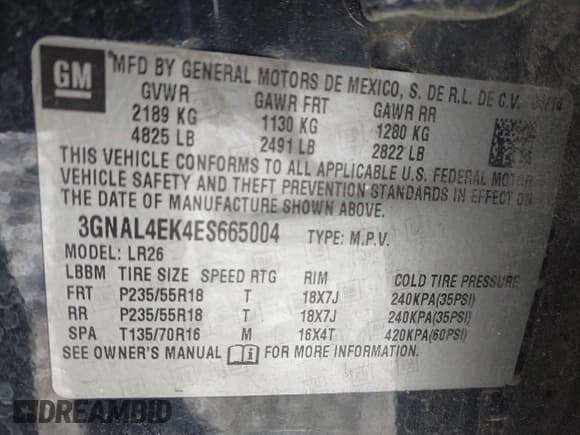 GM
MFD BY GENERAL MOTORS DE MEXICO, S. DE R.L. DE C.V. 03/14
GVWR GAWR FRT GAWR RR
2189 KG 1130 KG 1280 KG
4825 LB 2491 LB 2822 LB
THIS VEHICLE CONFORMS TO ALL APPLICABLE U.S. FEDERAL MOTOR
VEHICLE SAFETY AND THEFT PREVENTION STANDARDS IN EFFECT ON
THE DATE OF MANUFACTURE SHOWN ABOVE.
3GNAL4EK4ES665004 TYPE: M.P.V.
MODEL: LR26
LBBM TIRE SIZE SPEED RTG RIM COLD TIRE PRESSURE
FRT P235/55R18 T 18X7J 240KPA(35PSI)
RR P235/55R18 T 18X7J 240KPA(35PSI)
SPA T135/70R16 M 16X4T 420KPA(60PSI)
SEE OWNER'S MANUAL i FOR MORE INFORMATION.
DREAMBID